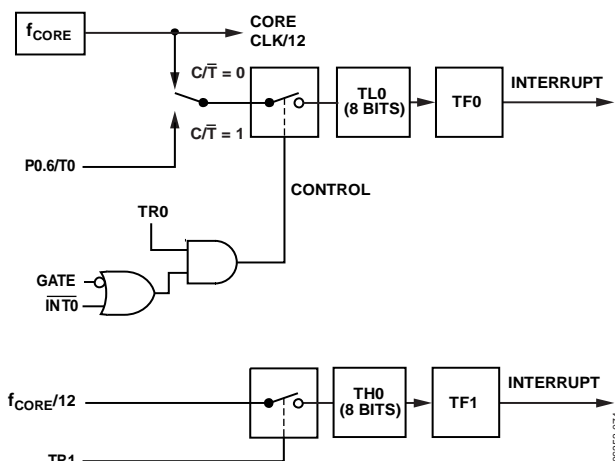 fCORE
CORE
CLK/12
C/T̅ = 0
C/T̅ = 1
P0.6/T0
TL0
(8 BITS)
TF0
INTERRUPT
CONTROL
TR0
GATE
I̅N̅T̅0̅
fCORE/12
TH0
(8 BITS)
TF1
INTERRUPT
TR1